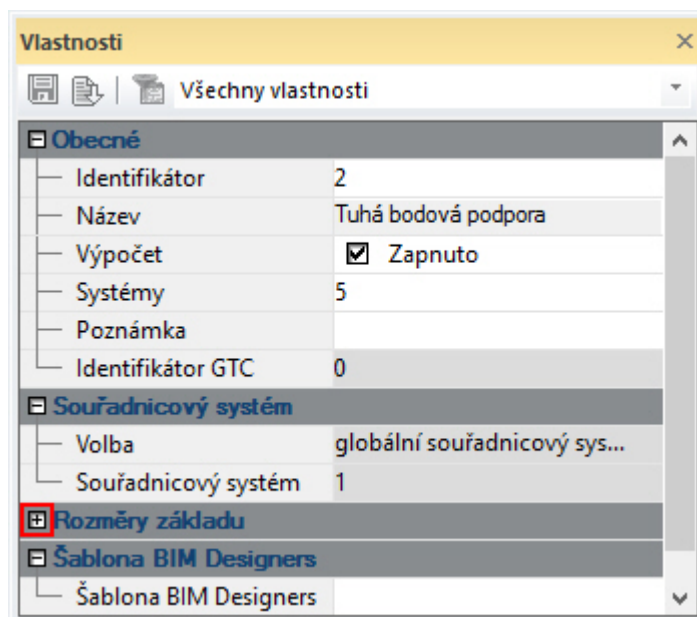 Vlastnosti
Všechny vlastnosti
Obecné
Identifikátor 2
Název Tuhá bodová podpora
Výpočet Zapnuto
Systémy 5
Poznámka
Identifikátor GTC 0
Souřadnicový systém
Volba globální souřadnicový sys...
Souřadnicový systém 1
Rozměry základu
Šablona BIM Designers
Šablona BIM Designers